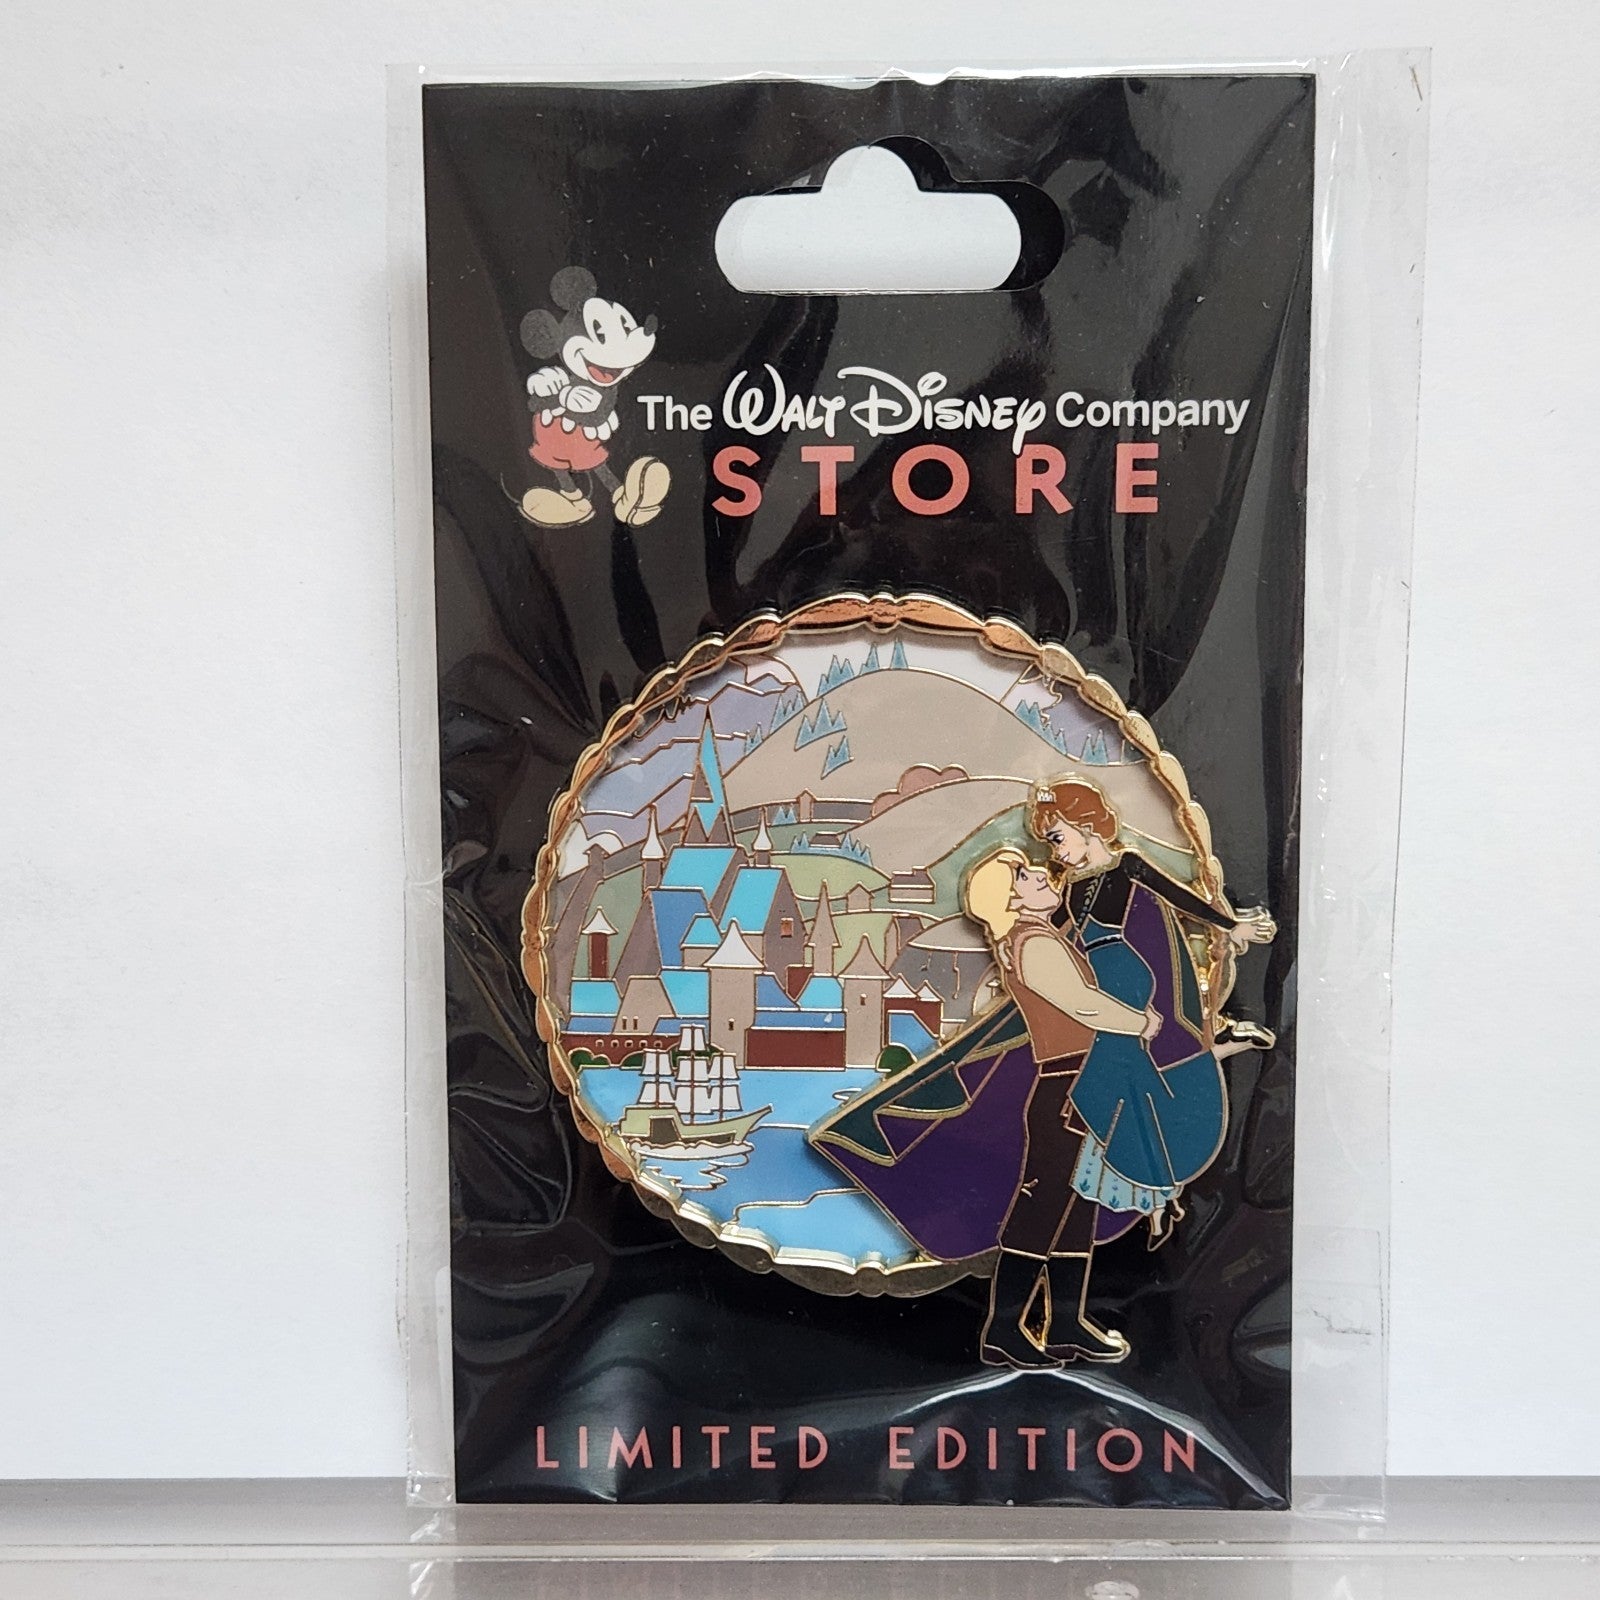 The Walt Disney Company
STORE
LIMITED EDITION